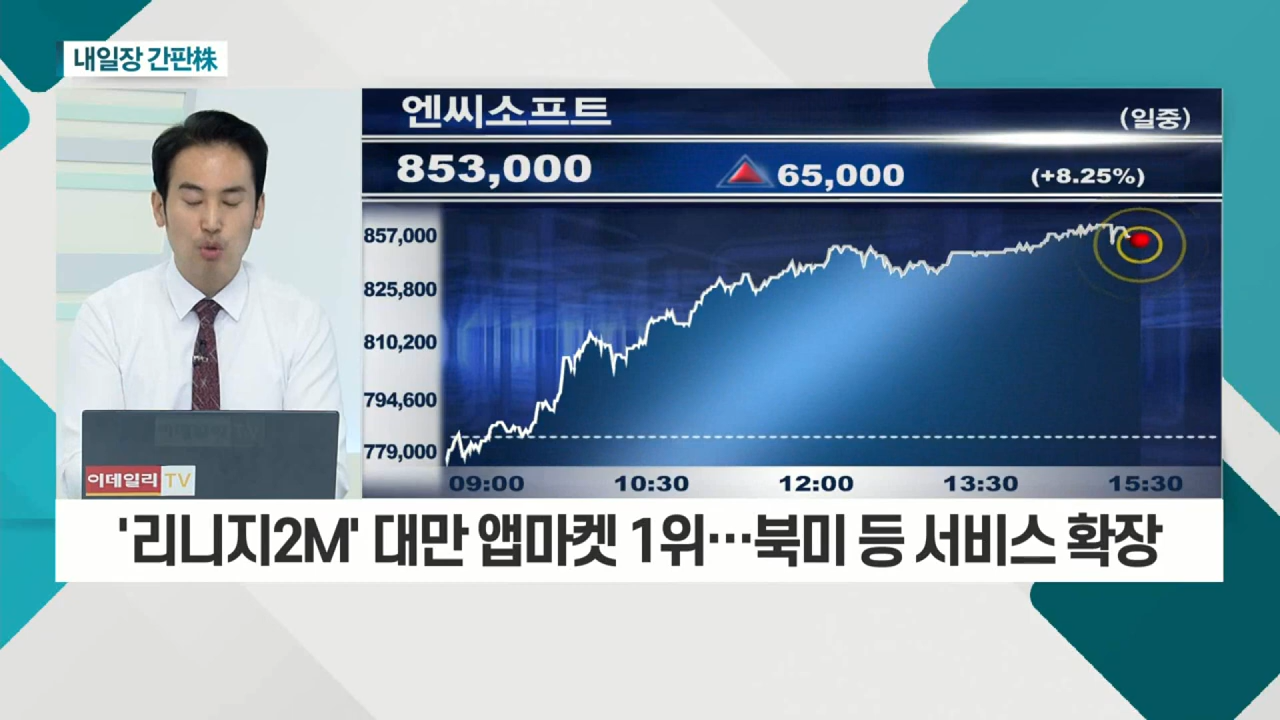 내일장 간판株
엔씨소프트
(일중)
853,000
65,000
(+8.25%)
857,000
825,800
810,200
794,600
779,000
09:00 10:30 12:00 13:30 15:30
이데일리 TV
'리니지2M' 대만 앱마켓 1위…북미 등 서비스 확장